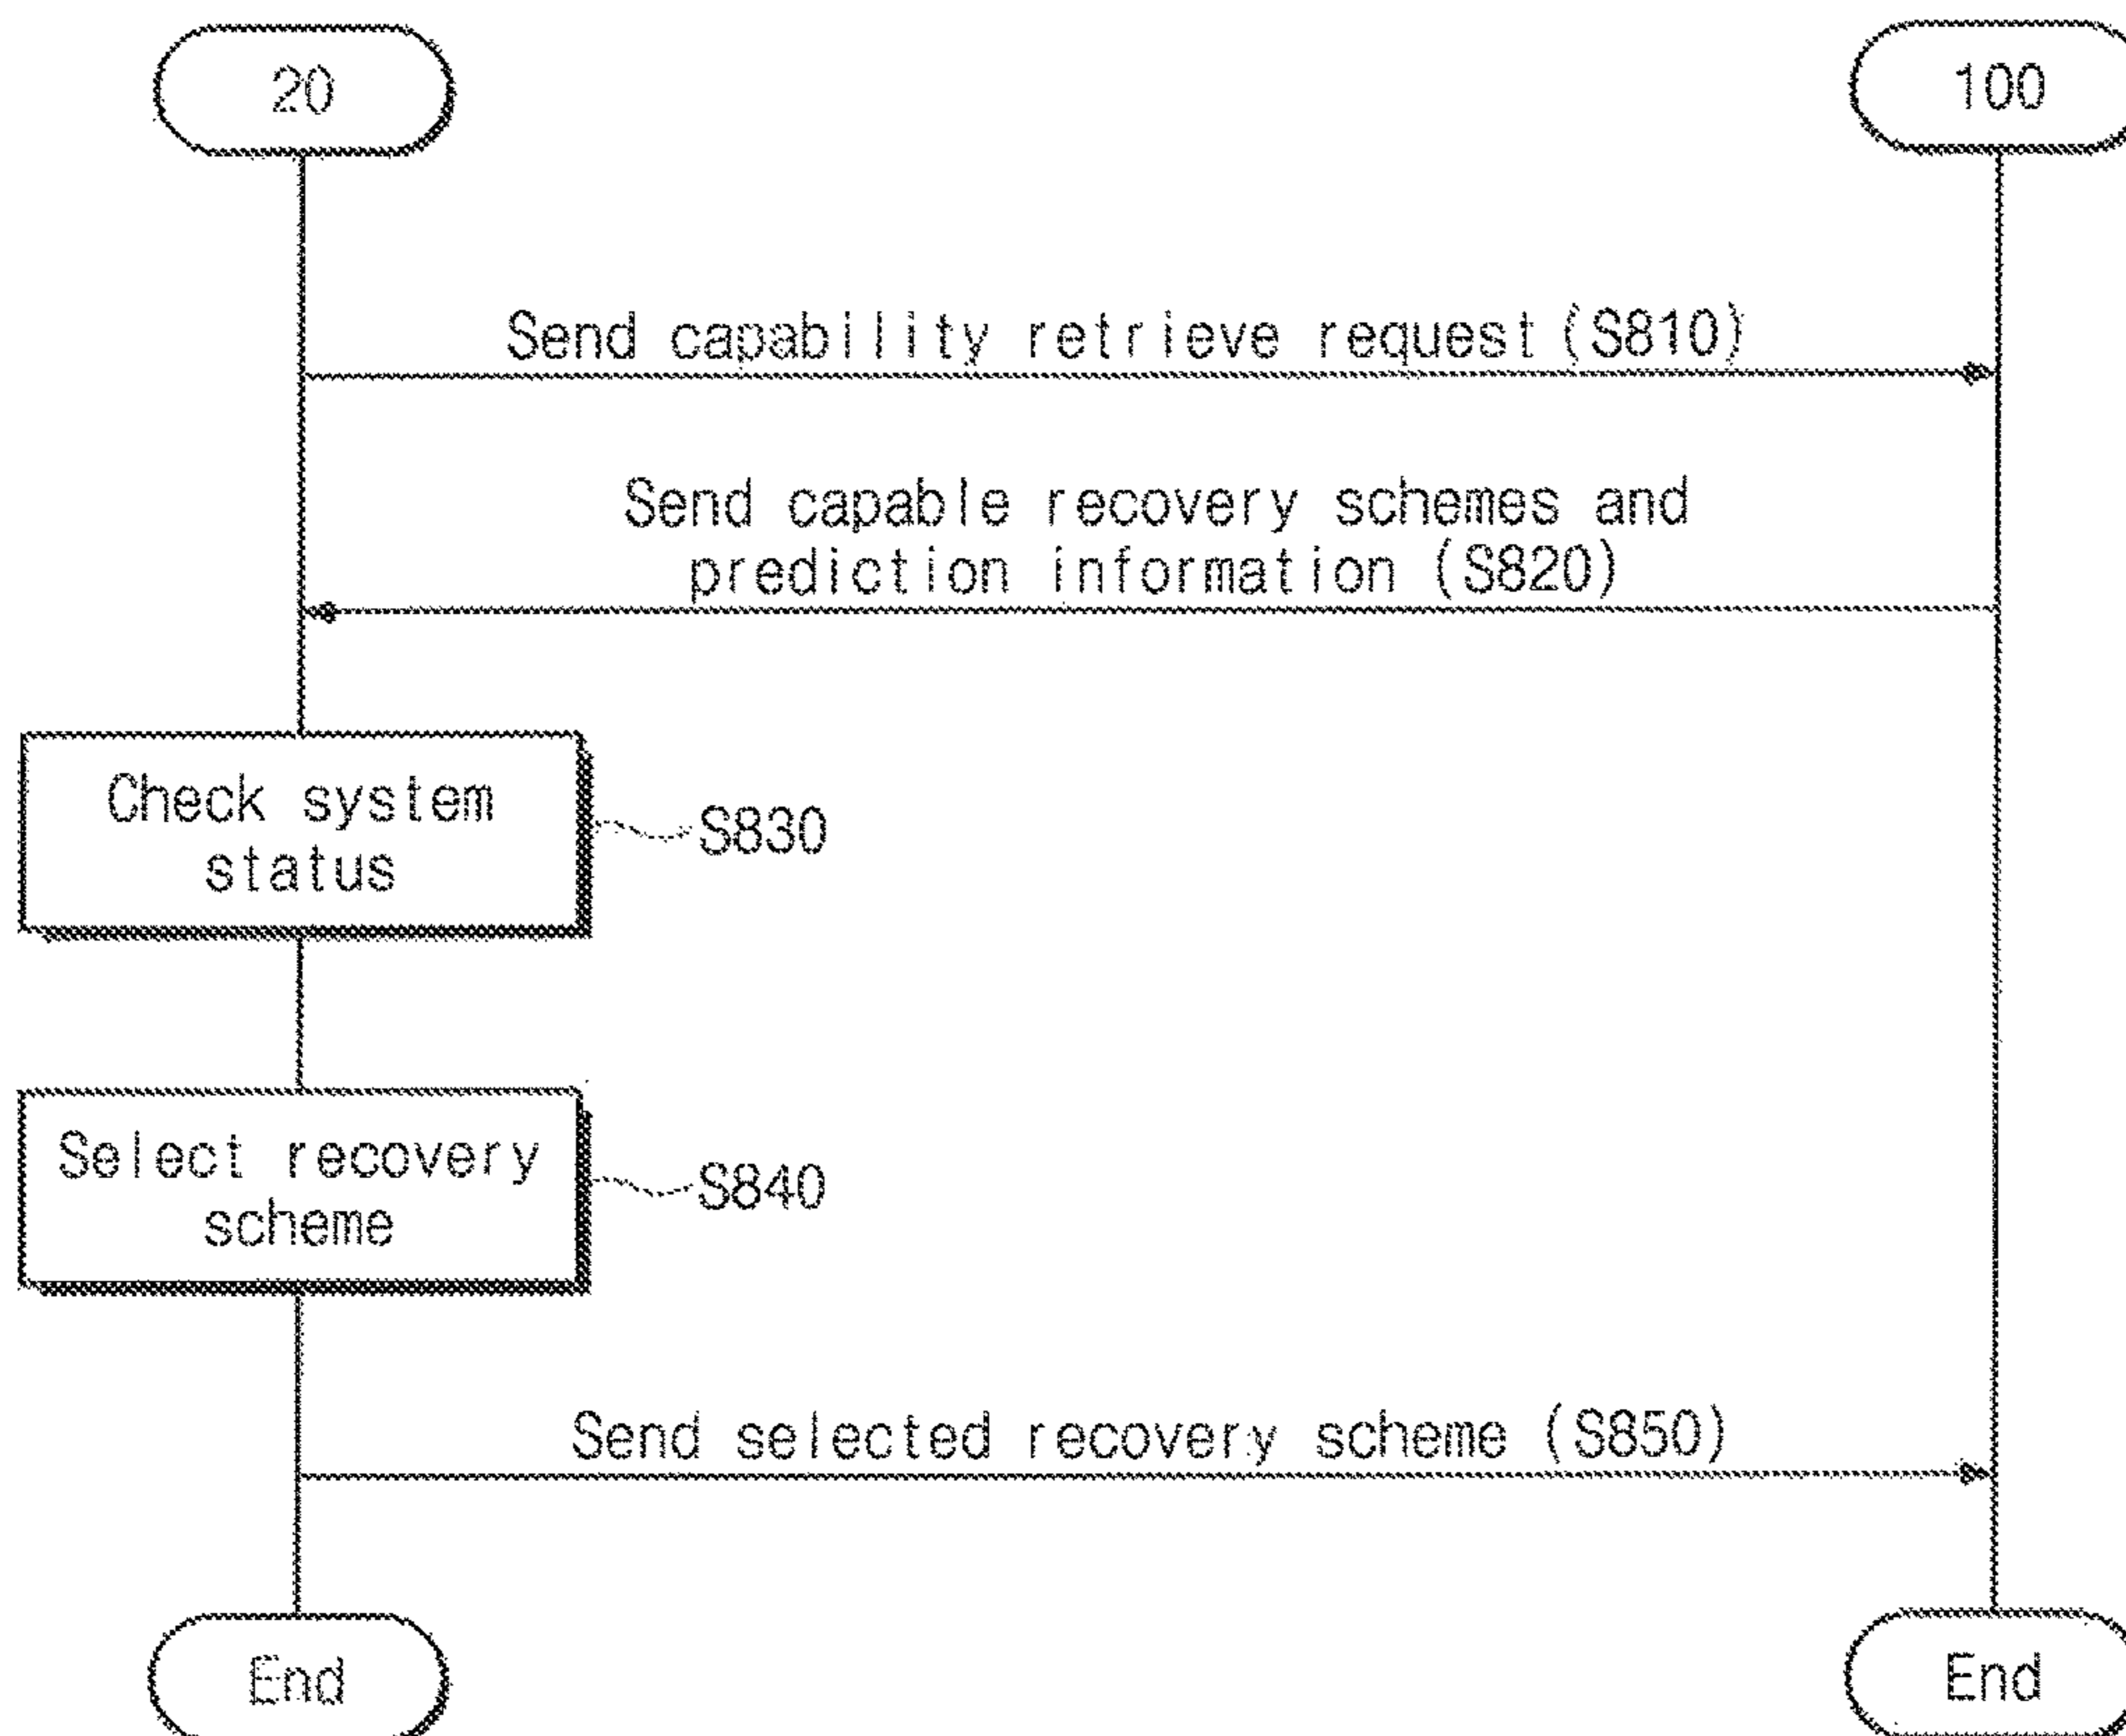 20
100
Send capability retrieve request (S810)
Send capable recovery schemes and
prediction information (S820)
Check system
status
S830
Select recovery
scheme
S840
Send selected recovery scheme (S850)
End
End